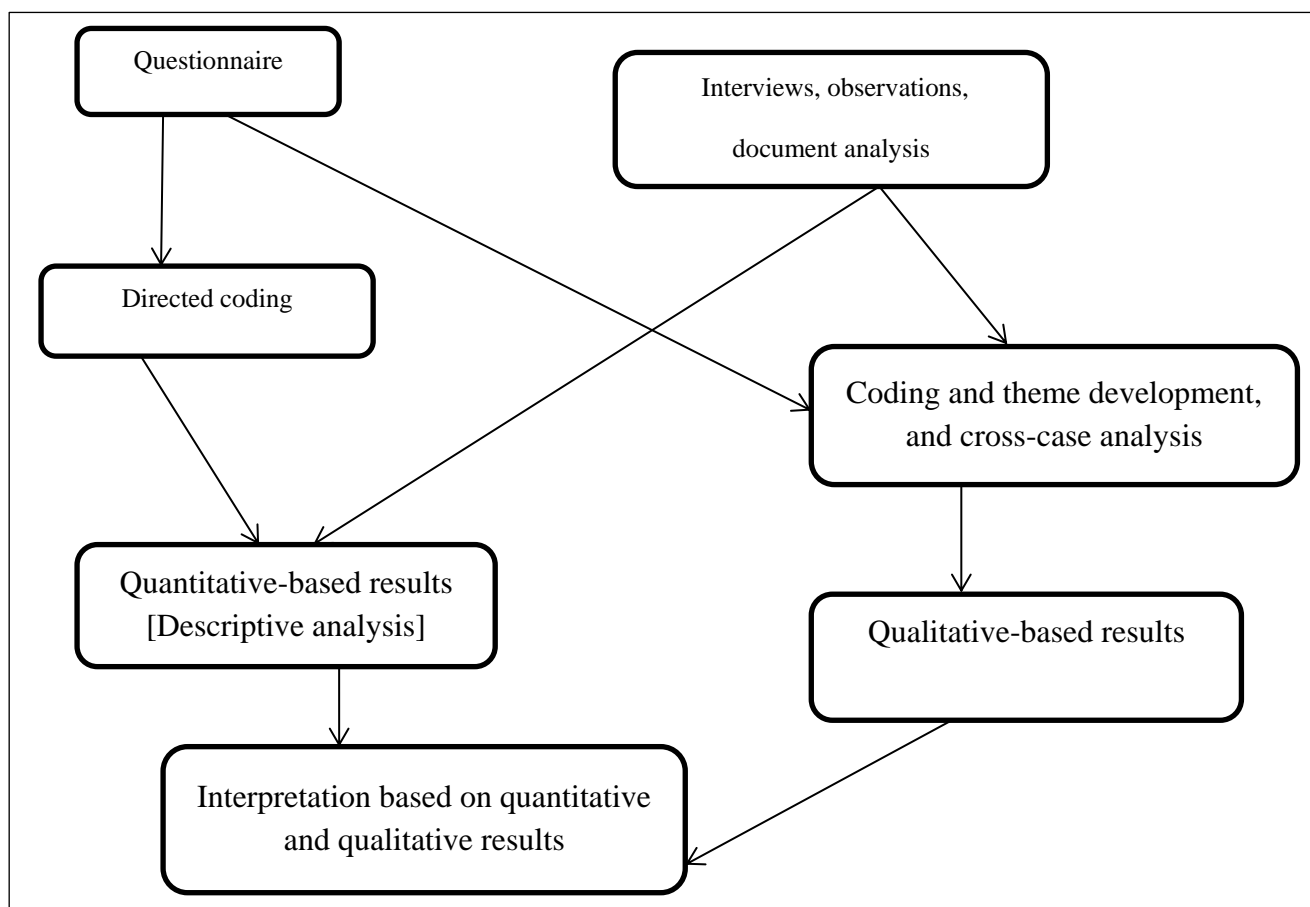 Questionnaire
Interviews, observations,
document analysis
Directed coding
Coding and theme development,
and cross-case analysis
Quantitative-based results
[Descriptive analysis]
Qualitative-based results
Interpretation based on quantitative
and qualitative results